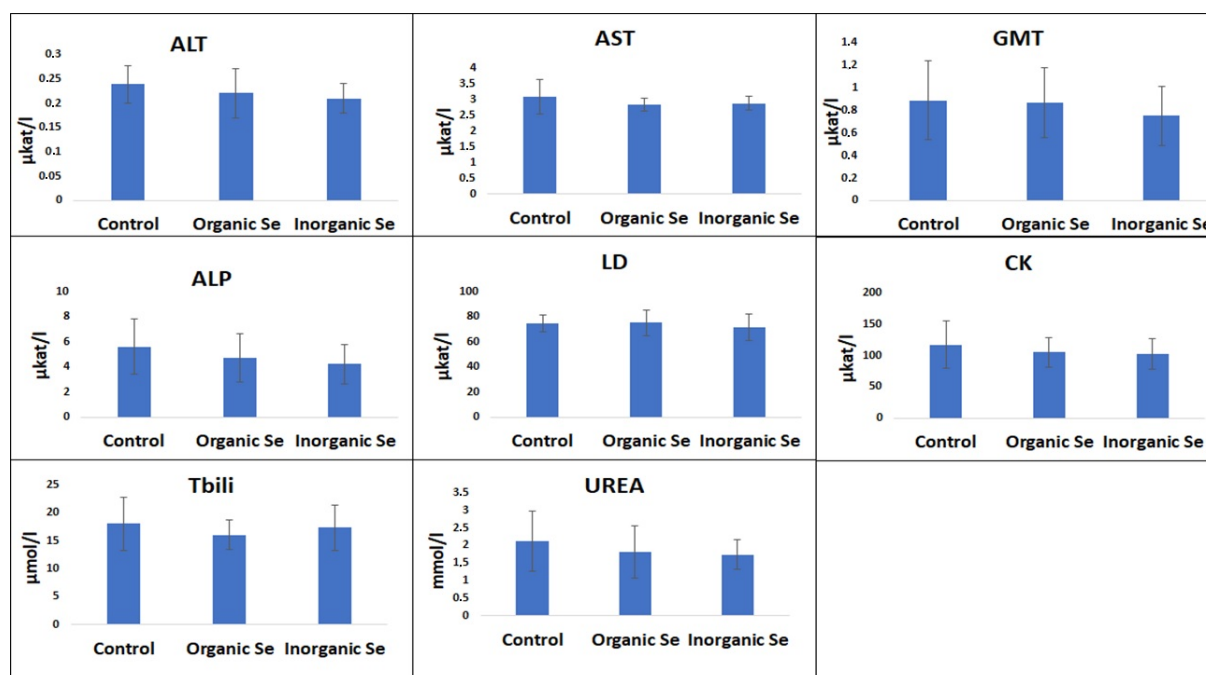 ALT
0.3
0.25
0.2
0.15
0.1
0.05
0
µkat/l
Control Organic Se Inorganic Se
AST
4
3.5
3
2.5
2
1.5
1
0.5
0
µkat/l
Control Organic Se Inorganic Se
GMT
1.4
1.2
1
0.8
0.6
0.4
0.2
0
µkat/l
Control Organic Se Inorganic Se
ALP
10
8
6
4
2
0
µkat/l
Control Organic Se Inorganic Se
LD
100
80
60
40
20
0
µkat/l
Control Organic Se Inorganic Se
CK
200
150
100
50
0
µkat/l
Control Organic Se Inorganic Se
Tbili
25
20
15
10
5
0
µmol/l
Control Organic Se Inorganic Se
UREA
3.5
3
2.5
2
1.5
1
0.5
0
mmol/l
Control Organic Se Inorganic Se